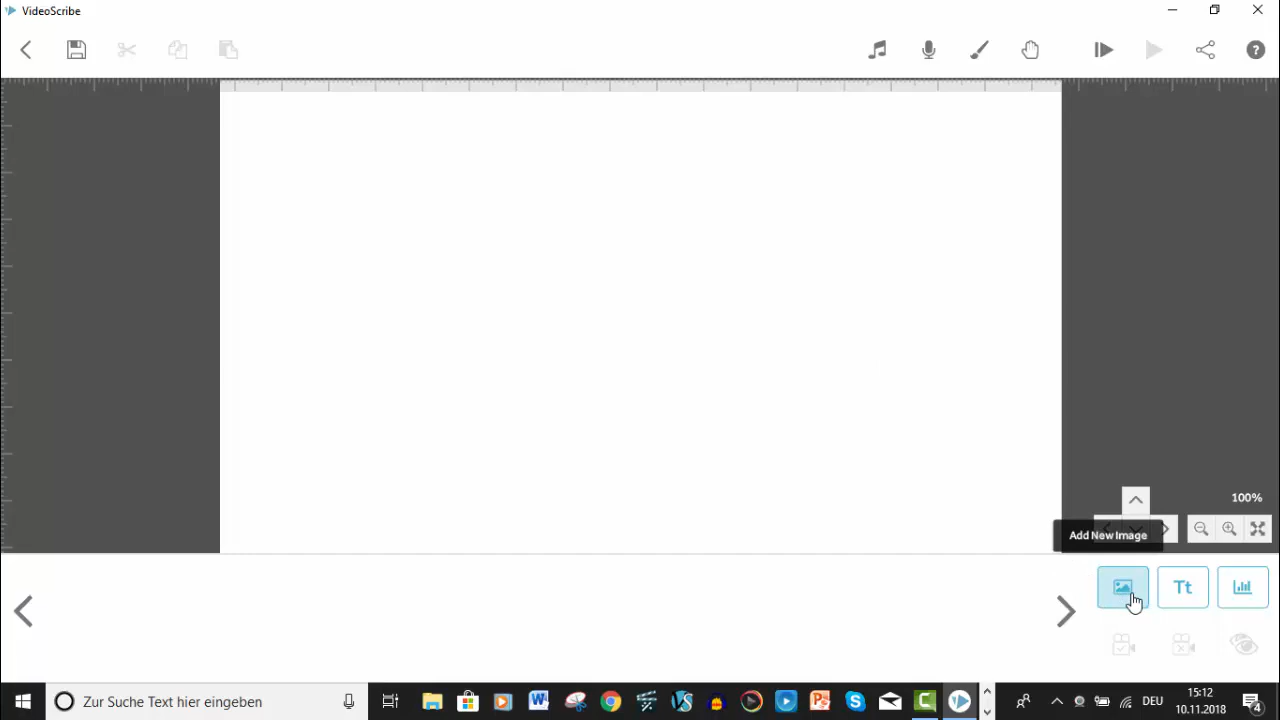 VideoScribe
100%
Add New Image
Tt
Zur Suche Text hier eingeben
DEU
15:12
10.11.2018
4